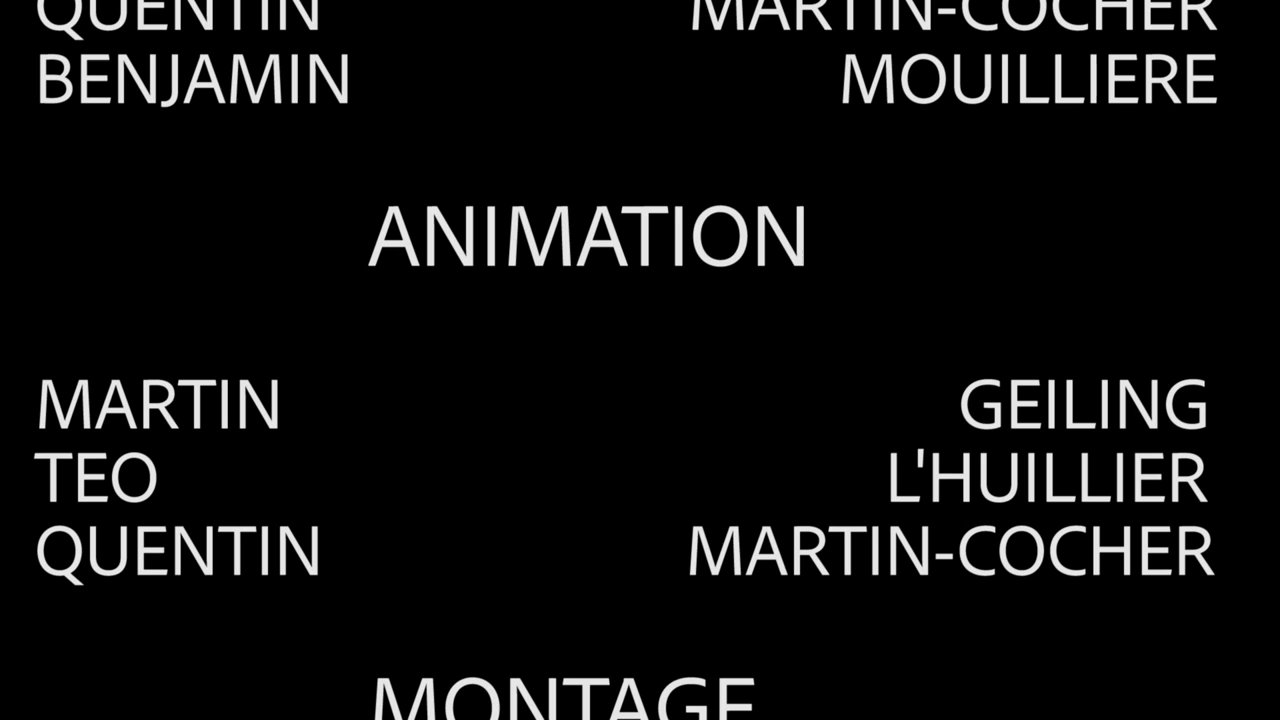 QUENTIN MARTIN-COCHER
BENJAMIN MOUILLIERE
ANIMATION
MARTIN GEILING
TEO L'HUILLIER
QUENTIN MARTIN-COCHER
MONTAGE